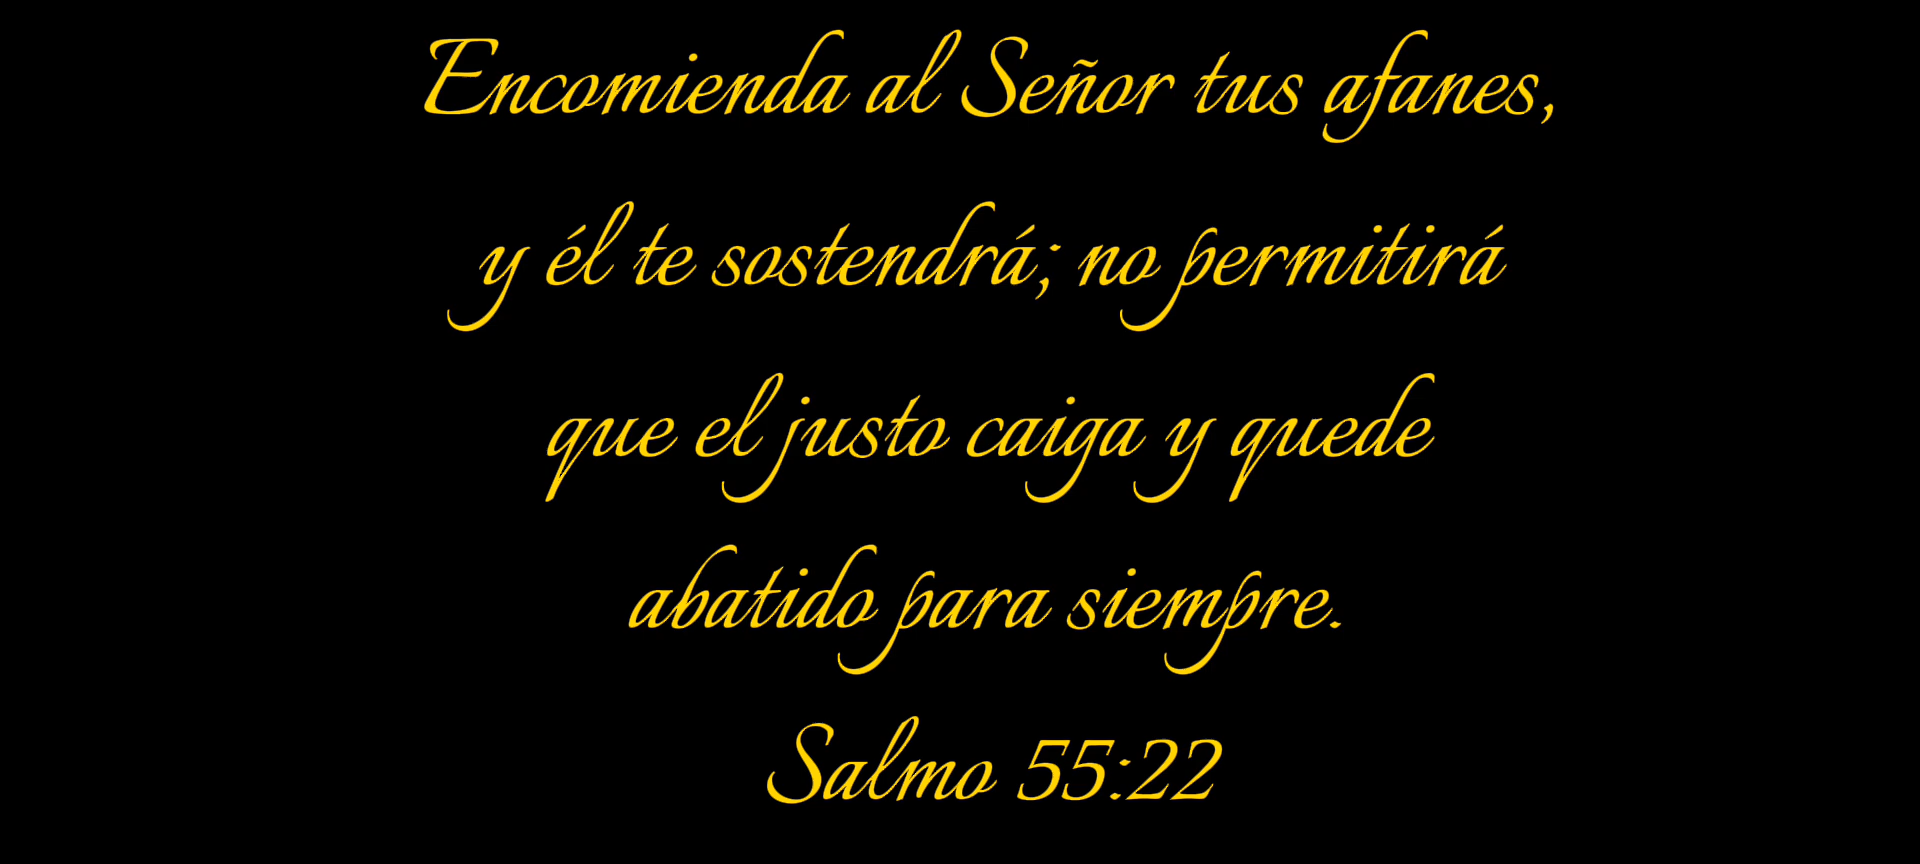 Encomienda al Señor tus afanes,
y él te sostendrá; no permitirá
que el justo caiga y quede
abatido para siempre.
Salmo 55:22